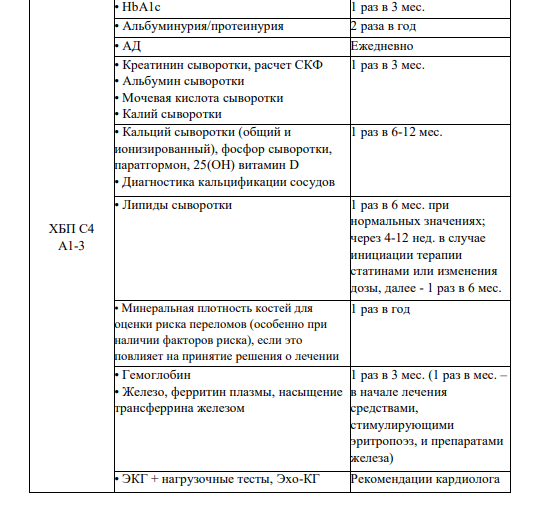 • HbA1c
1 раз в 3 мес.
• Альбуминурия/протеинурия
2 раза в год
• АД
Ежедневно
• Креатинин сыворотки, расчет СКФ
• Альбумин сыворотки
• Мочевая кислота сыворотки
• Калий сыворотки
1 раз в 3 мес.
• Кальций сыворотки (общий и
ионизированный), фосфор сыворотки,
паратгормон, 25(ОН) витамин D
• Диагностика кальцификации сосудов
1 раз в 6-12 мес.
ХБП С4
А1-3
• Липиды сыворотки
1 раз в 6 мес. при
нормальных значениях;
через 4-12 нед. в случае
инициации терапии
статинами или изменения
дозы, далее - 1 раз в 6 мес.
• Минеральная плотность костей для
оценки риска переломов (особенно при
наличии факторов риска), если это
повлияет на принятие решения о лечении
1 раз в год
• Гемоглобин
• Железо, ферритин плазмы, насыщение
трансферрина железом
1 раз в 3 мес. (1 раз в мес. –
в начале лечения
средствами,
стимулирующими
эритропоэз, и препаратами
железа)
• ЭКГ + нагрузочные тесты, Эхо-КГ
Рекомендации кардиолога